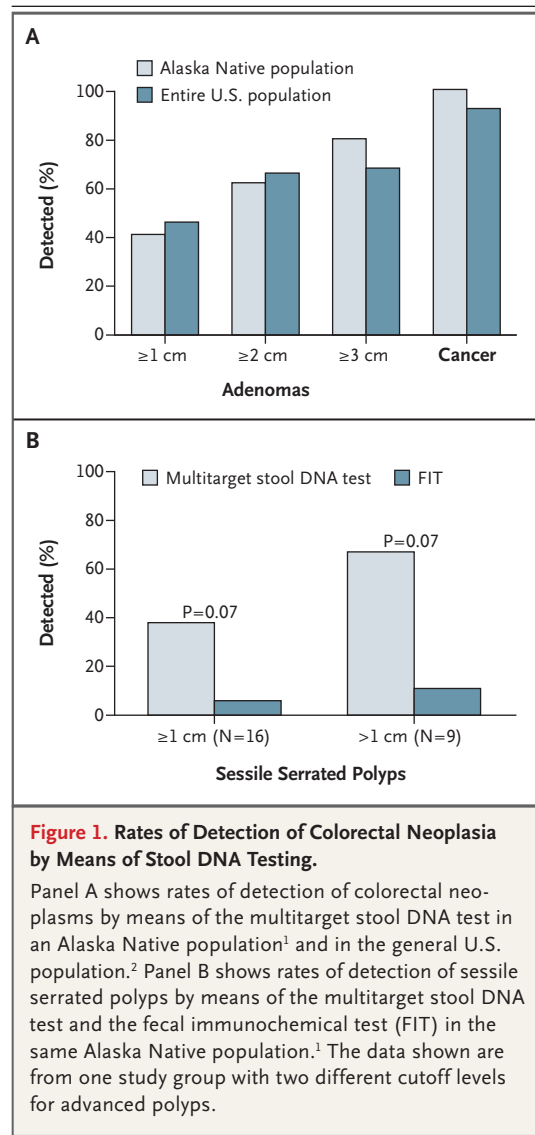 A
Alaska Native population
Entire U.S. population
100
80
60
40
20
0
Detected (%)
≥1 cm
≥2 cm
≥3 cm
Cancer
Adenomas
B
Multitarget stool DNA test
FIT
100
80
60
40
20
0
Detected (%)
P=0.07
P=0.07
≥1 cm (N=16)
>1 cm (N=9)
Sessile Serrated Polyps
Figure 1. Rates of Detection of Colorectal Neoplasia
by Means of Stool DNA Testing.
Panel A shows rates of detection of colorectal neo-
plasms by means of the multitarget stool DNA test in
an Alaska Native population¹ and in the general U.S.
population.² Panel B shows rates of detection of sessile
serrated polyps by means of the multitarget stool DNA
test and the fecal immunochemical test (FIT) in the
same Alaska Native population.¹ The data shown are
from one study group with two different cutoff levels
for advanced polyps.